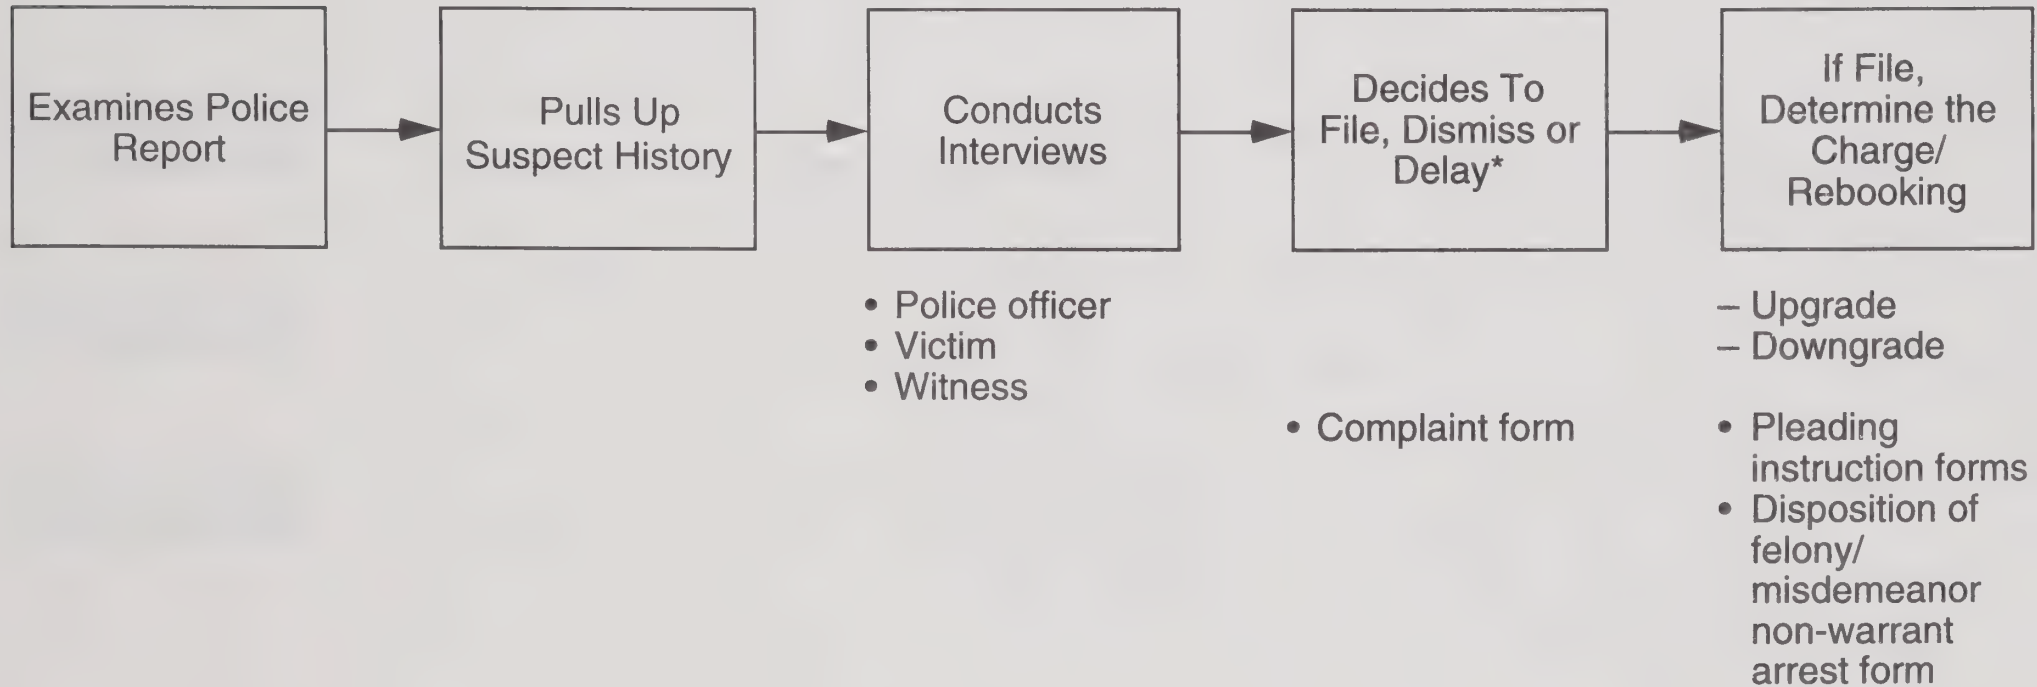 Examines Police
Report
Pulls Up
Suspect History
Conducts
Interviews
Decides To
File, Dismiss or
Delay*
If File,
Determine the
Charge/
Rebooking
• Police officer
• Victim
• Witness
• Complaint form
– Upgrade
– Downgrade
• Pleading
instruction forms
• Disposition of
felony/
misdemeanor
non-warrant
arrest form